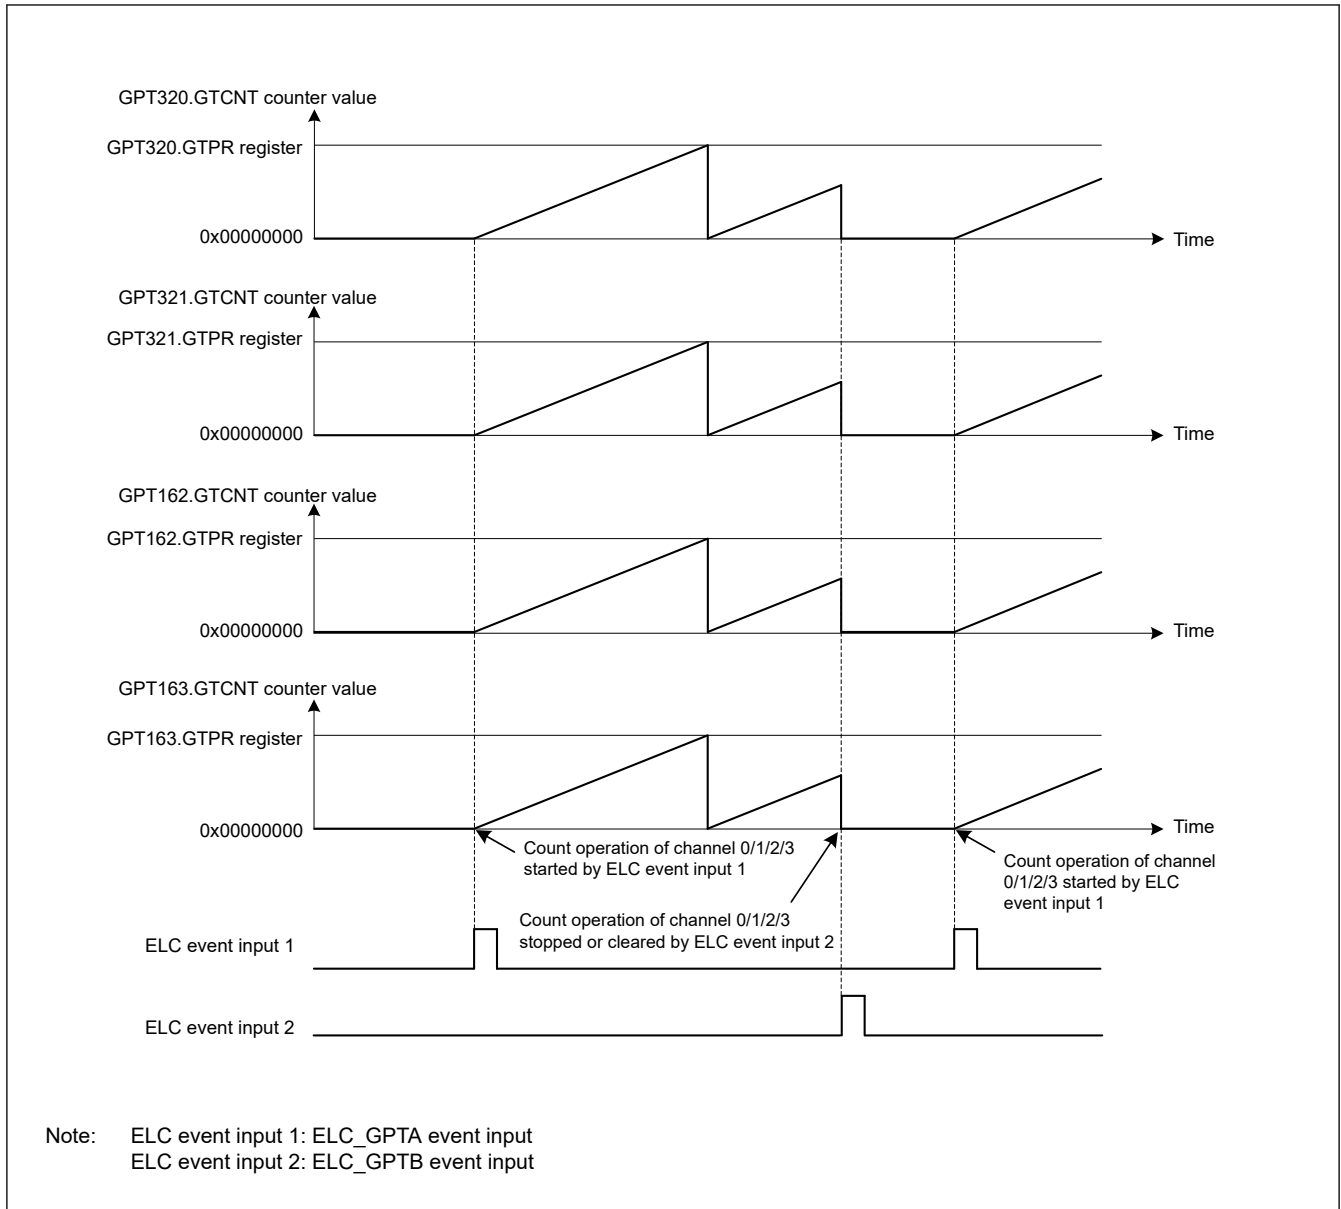 GPT320.GTCNT counter value
GPT320.GTPR register
0x00000000
Time
GPT321.GTCNT counter value
GPT321.GTPR register
0x00000000
Time
GPT162.GTCNT counter value
GPT162.GTPR register
0x00000000
Time
GPT163.GTCNT counter value
GPT163.GTPR register
0x00000000
Time
Count operation of channel 0/1/2/3
started by ELC event input 1
Count operation of channel
0/1/2/3 started by ELC
event input 1
Count operation of channel 0/1/2/3
stopped or cleared by ELC event input 2
ELC event input 1
ELC event input 2
Note: ELC event input 1: ELC_GPTA event input
ELC event input 2: ELC_GPTB event input